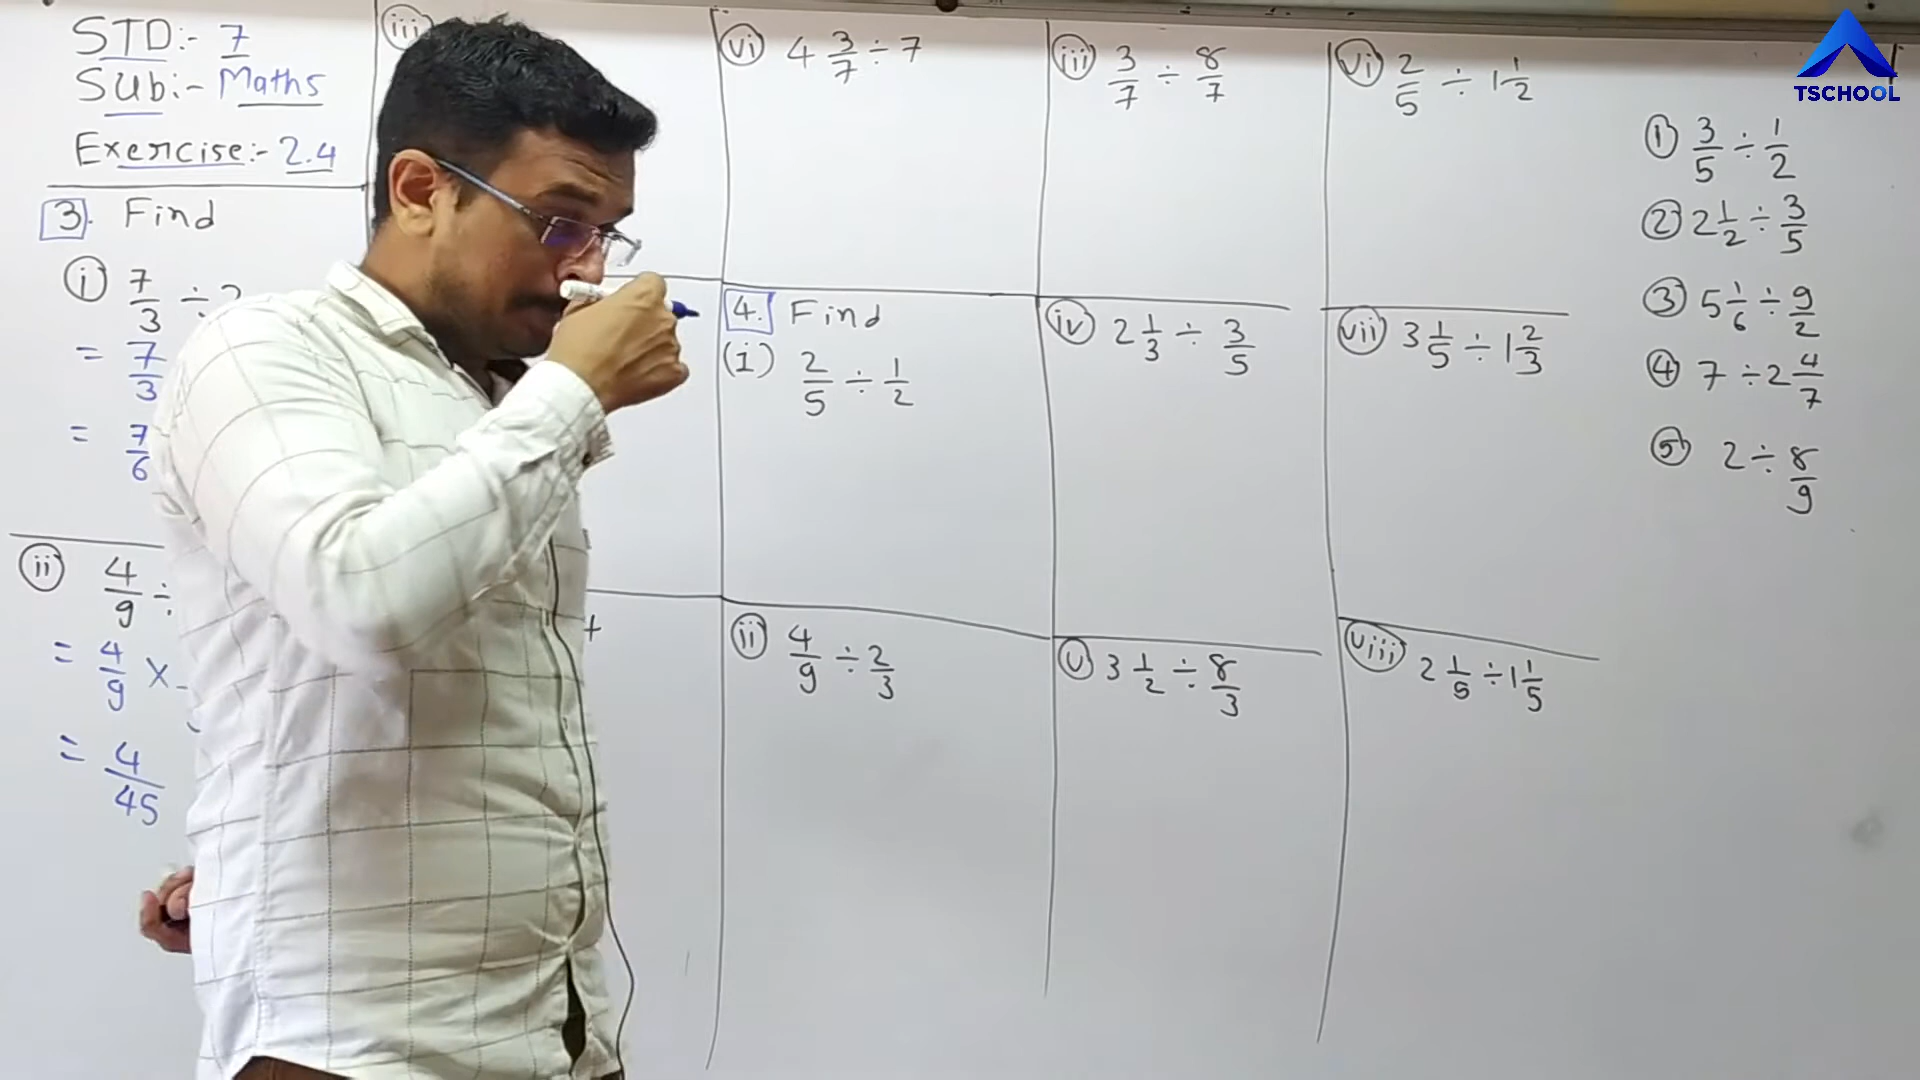 STD:- 7
Sub:- Maths
Exercise:- 2.4
3. Find
i) 7/3 ÷ 2
= 7/3
= 7/6
ii) 4/9 ÷
= 4/9 ×
= 4/45
iii)
vi) 4 3/7 ÷ 7
4. Find
(i) 2/5 ÷ 1/2
ii) 4/9 ÷ 2/3
iii) 3/7 ÷ 8/7
iv) 2 1/3 ÷ 3/5
v) 3 1/2 ÷ 8/3
vi) 2/5 ÷ 1 1/2
vii) 3 1/5 ÷ 1 2/3
viii) 2 1/5 ÷ 1 1/5
1) 3/5 ÷ 1/2
2) 2 1/2 ÷ 3/5
3) 5 1/6 ÷ 9/2
4) 7 ÷ 2 4/7
5) 2 ÷ 8/9
TSCHOOL